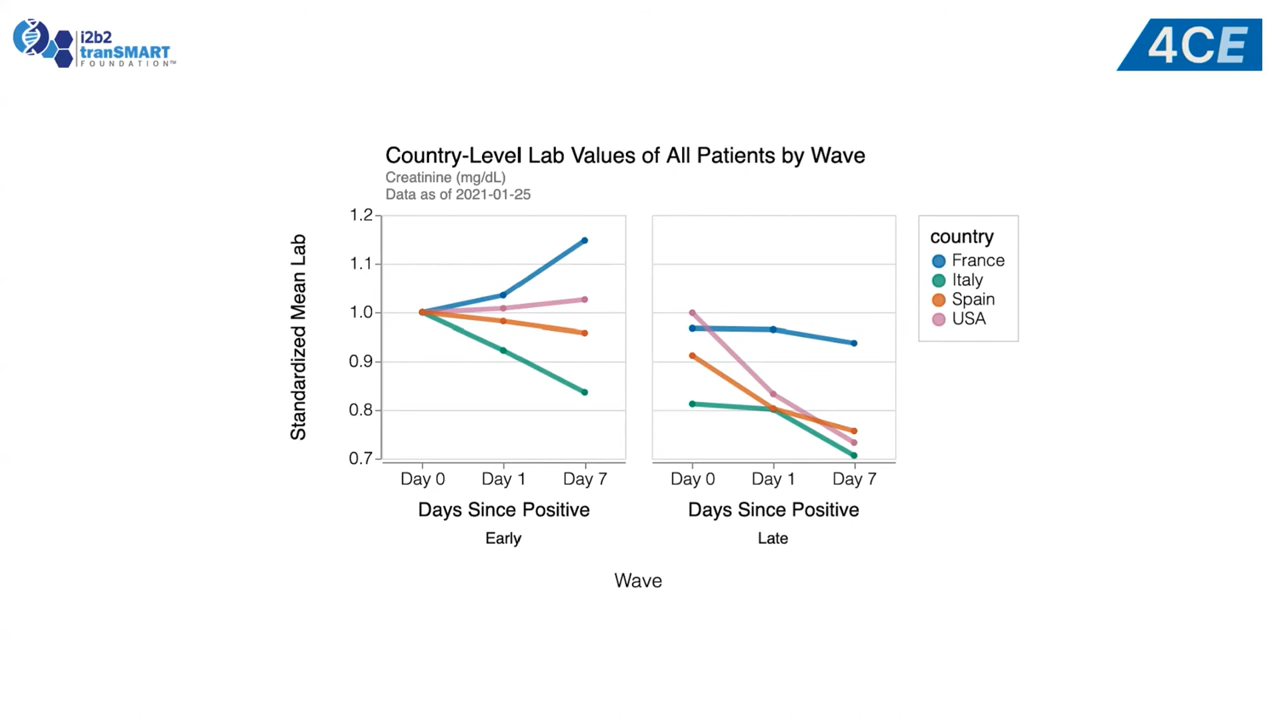 i2b2
tranSMART
FOUNDATION™
4CE
Country-Level Lab Values of All Patients by Wave
Creatinine (mg/dL)
Data as of 2021-01-25
Standardized Mean Lab
1.2
1.1
1.0
0.9
0.8
0.7
Day 0 Day 1 Day 7
Days Since Positive
Early
Day 0 Day 1 Day 7
Days Since Positive
Late
Wave
country
France
Italy
Spain
USA